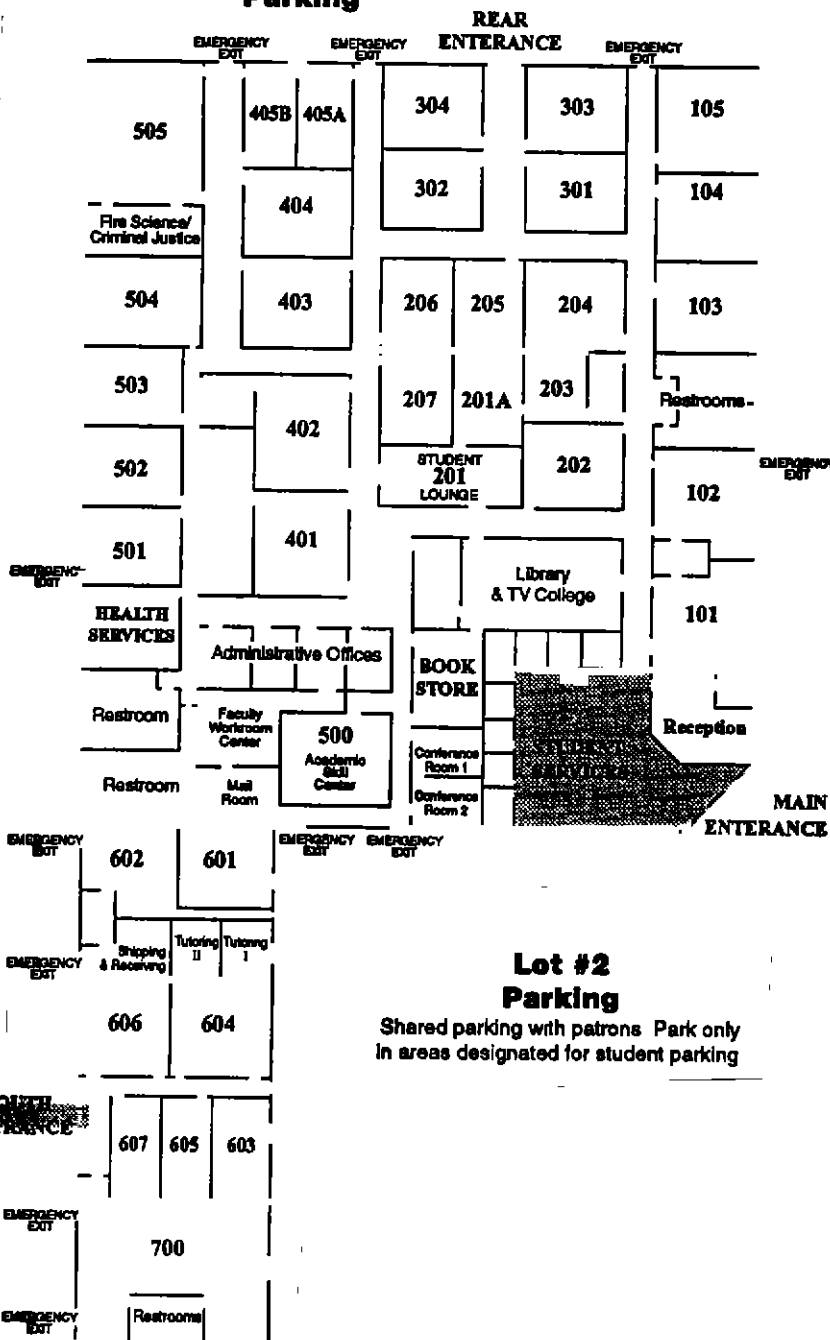 Parking
REAR
ENTERANCE
EMERGENCY
EXIT
EMERGENCY
EXIT
EMERGENCY
EXIT
505
405B
405A
304
303
105
404
302
301
104
Fire Science/
Criminal Justice
504
403
206
205
204
103
503
402
207
201A
203
Restrooms
STUDENT
201
LOUNGE
202
502
102
EMERGENCY
EXIT
501
401
Library
& TV College
EMERGENC
EXIT
HEALTH
SERVICES
101
Administrative Offices
BOOK
STORE
Restroom
Faculty
Workroom
Center
500
Academic
Skill
Center
Reception
Conference
Room 1
STUDENT
SERVICES
Restroom
Mail
Room
Conference
Room 2
MAIN
ENTERANCE
EMERGENCY
EXIT
602
601
EMERGENCY
EXIT
EMERGENCY
EXIT
Shipping
& Receiving
Tutoring
II
Tutoring
I
EMERGENCY
EXIT
Lot #2
Parking
Shared parking with patrons Park only
in areas designated for student parking
606
604
607
605
603
EMERGENCY
EXIT
700
EMERGENCY
EXIT
Restrooms